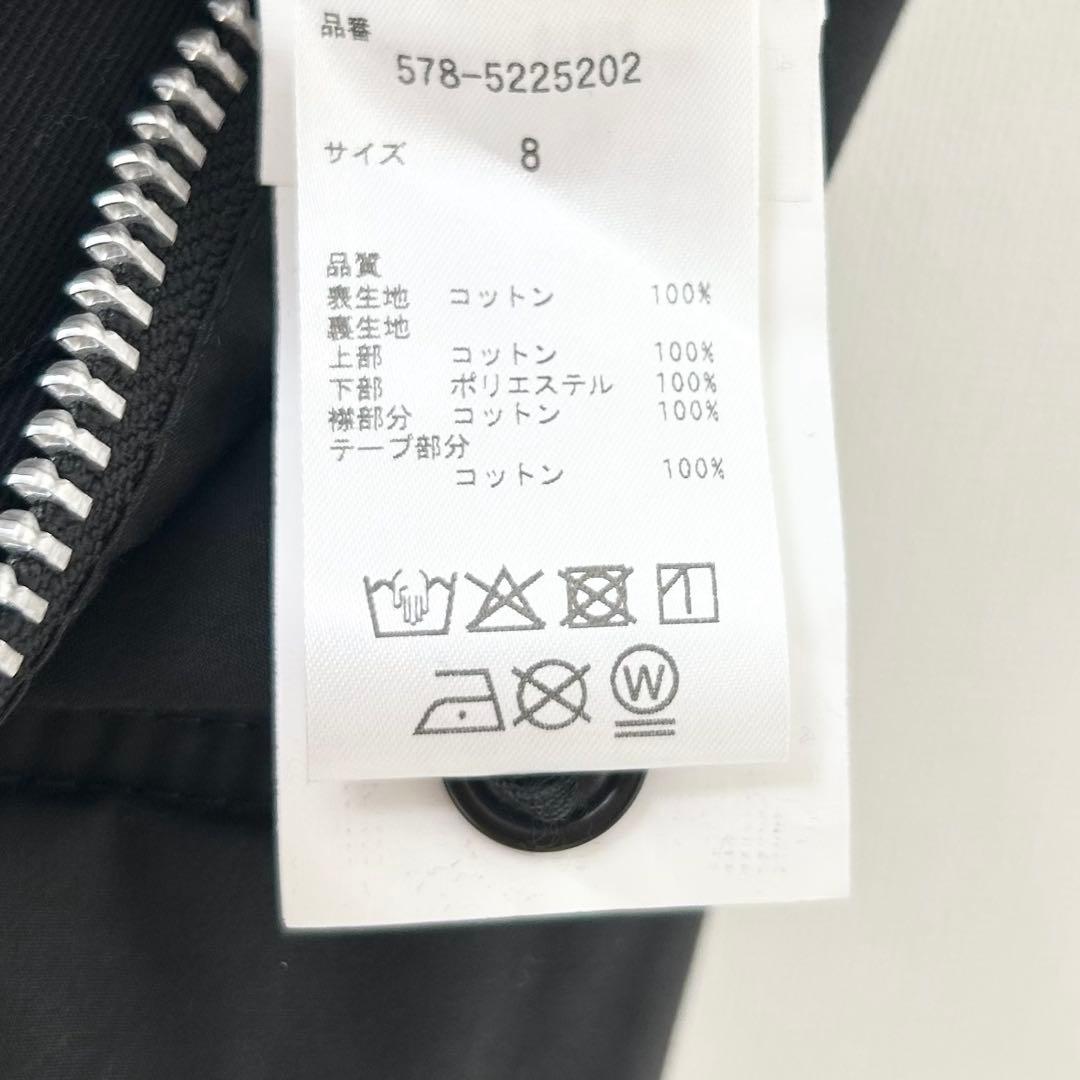 品番
578-5225202
サイズ 8
品質
表生地 コットン 100%
裏生地
上部 コットン 100%
下部 ポリエステル 100%
襟部分 コットン 100%
テープ部分
コットン 100%
W